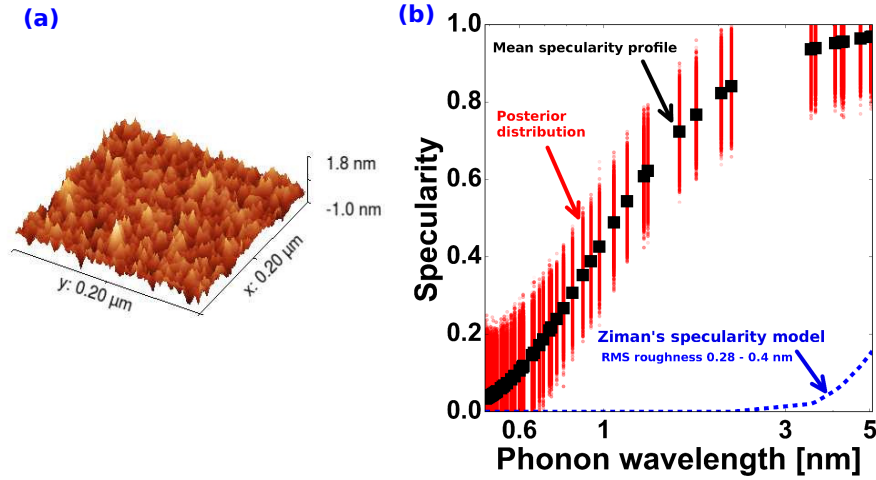 (a)
1.8 nm
-1.0 nm
y: 0.20 µm
x: 0.20 µm
(b)
Specularity
1.0
0.8
0.6
0.4
0.2
0.0
Mean specularity profile
Posterior
distribution
Ziman's specularity model
RMS roughness 0.28 - 0.4 nm
0.6
1
3
5
Phonon wavelength [nm]